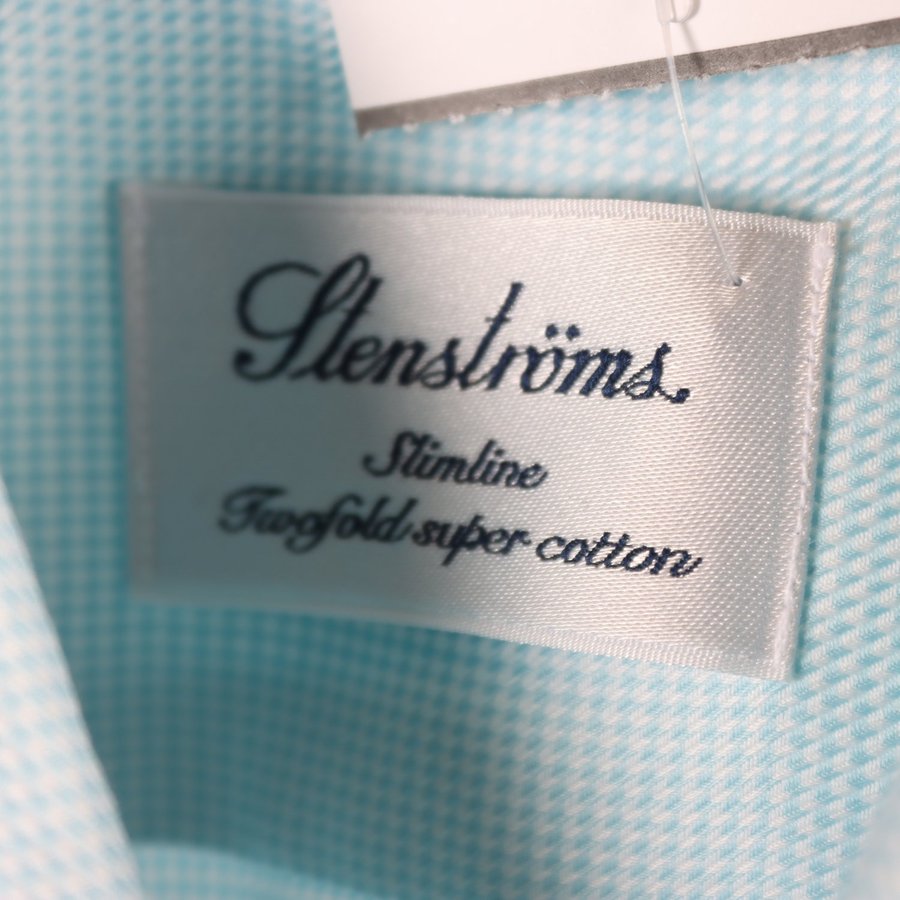 Stenströms.
Slimline
Twofold super cotton